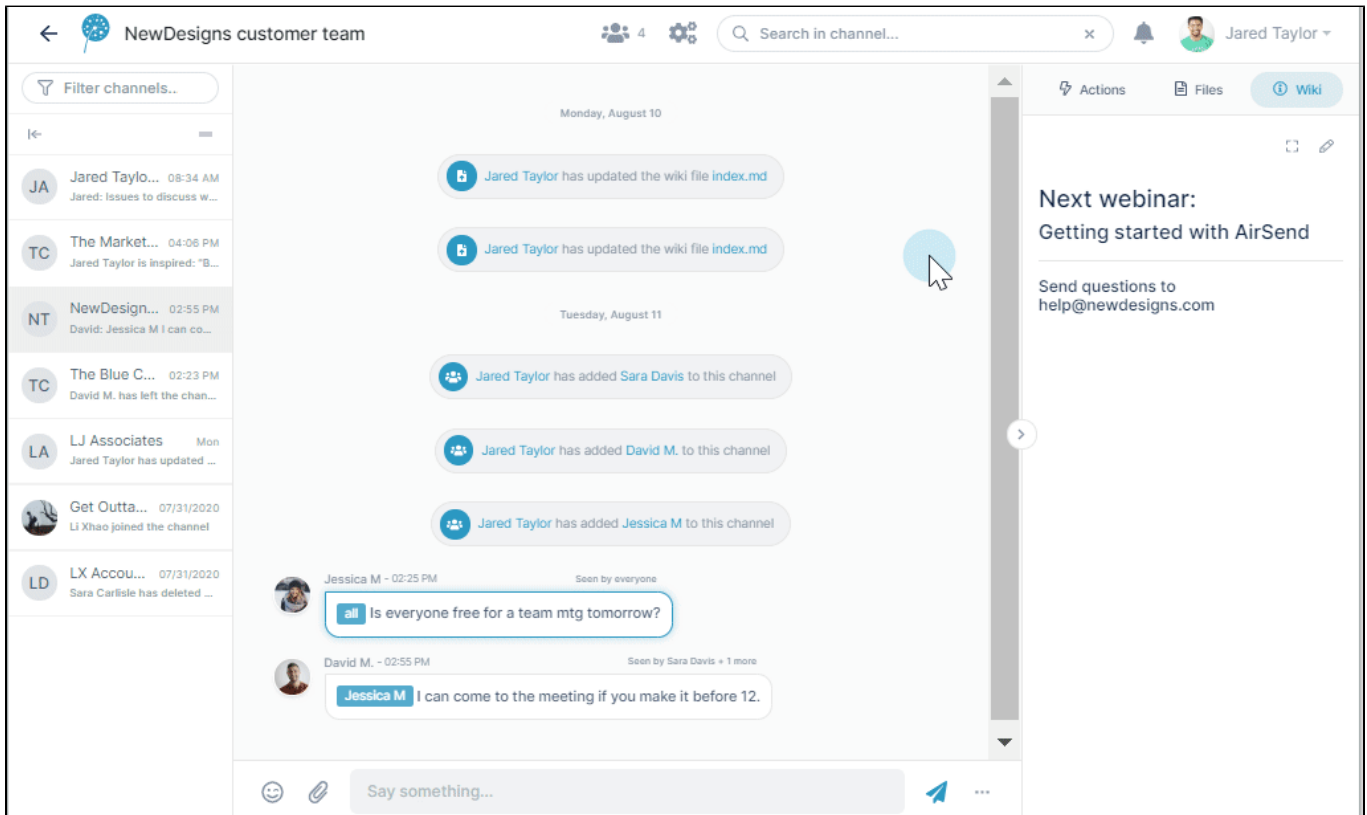 NewDesigns customer team
4
Search in channel...
Jared Taylor
Filter channels..
JA
Jared Taylo... 08:34 AM
Jared: Issues to discuss w...
TC
The Market... 04:06 PM
Jared Taylor is inspired: "B...
NT
NewDesign... 02:55 PM
David: Jessica M I can co...
TC
The Blue C... 02:23 PM
David M. has left the chan...
LA
LJ Associates Mon
Jared Taylor has updated ...
Get Outta... 07/31/2020
Li Xhao joined the channel
LD
LX Accou... 07/31/2020
Sara Carlisle has deleted ...
Monday, August 10
Jared Taylor has updated the wiki file index.md
Jared Taylor has updated the wiki file index.md
Tuesday, August 11
Jared Taylor has added Sara Davis to this channel
Jared Taylor has added David M. to this channel
Jared Taylor has added Jessica M to this channel
Jessica M - 02:25 PM Seen by everyone
all Is everyone free for a team mtg tomorrow?
David M. - 02:55 PM Seen by Sara Davis + 1 more
Jessica M I can come to the meeting if you make it before 12.
Say something...
Actions Files Wiki
Next webinar:
Getting started with AirSend
Send questions to
help@newdesigns.com